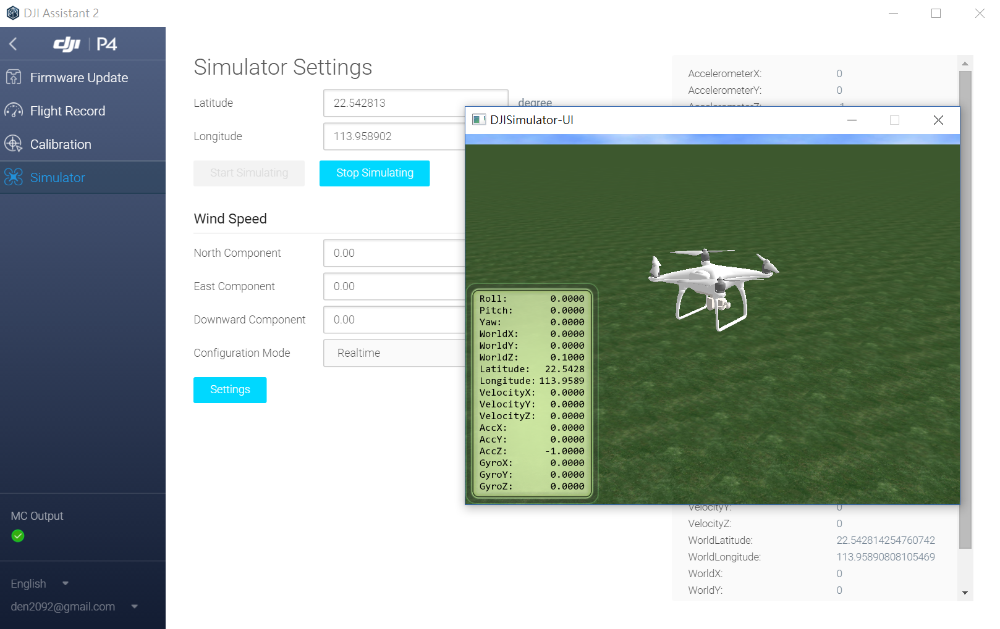 DJI Assistant 2
dji | P4
Firmware Update
Flight Record
Calibration
Simulator
MC Output
English
den2092@gmail.com
Simulator Settings
Latitude 22.542813 degree
Longitude 113.958902
Start Simulating Stop Simulating
Wind Speed
North Component 0.00
East Component 0.00
Downward Component 0.00
Configuration Mode Realtime
Settings
AccelerometerX: 0
AccelerometerY: 0
AccelerometerZ: -1
DJISimulator-UI
Roll: 0.0000
Pitch: 0.0000
Yaw: 0.0000
WorldX: 0.0000
WorldY: 0.0000
WorldZ: 0.1000
Latitude: 22.5428
Longitude: 113.9589
VelocityX: 0.0000
VelocityY: 0.0000
VelocityZ: 0.0000
AccX: 0.0000
AccY: 0.0000
AccZ: -1.0000
GyroX: 0.0000
GyroY: 0.0000
GyroZ: 0.0000
VelocityY: 0
VelocityZ: 0
WorldLatitude: 22.542814254760742
WorldLongitude: 113.95890808105469
WorldX: 0
WorldY: 0